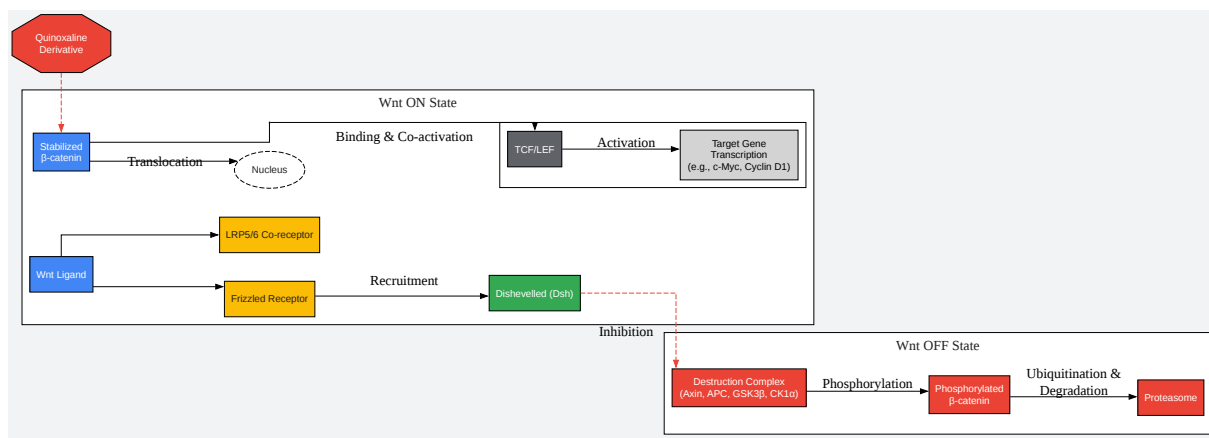 Quinoxaline
Derivative
Wnt ON State
Stabilized
β-catenin
Translocation
Nucleus
Binding & Co-activation
TCF/LEF
Activation
Target Gene
Transcription
(e.g., c-Myc, Cyclin D1)
LRP5/6 Co-receptor
Wnt Ligand
Frizzled Receptor
Recruitment
Dishevelled (Dsh)
Inhibition
Wnt OFF State
Destruction Complex
(Axin, APC, GSK3β, CK1α)
Phosphorylation
Phosphorylated
β-catenin
Ubiquitination &
Degradation
Proteasome